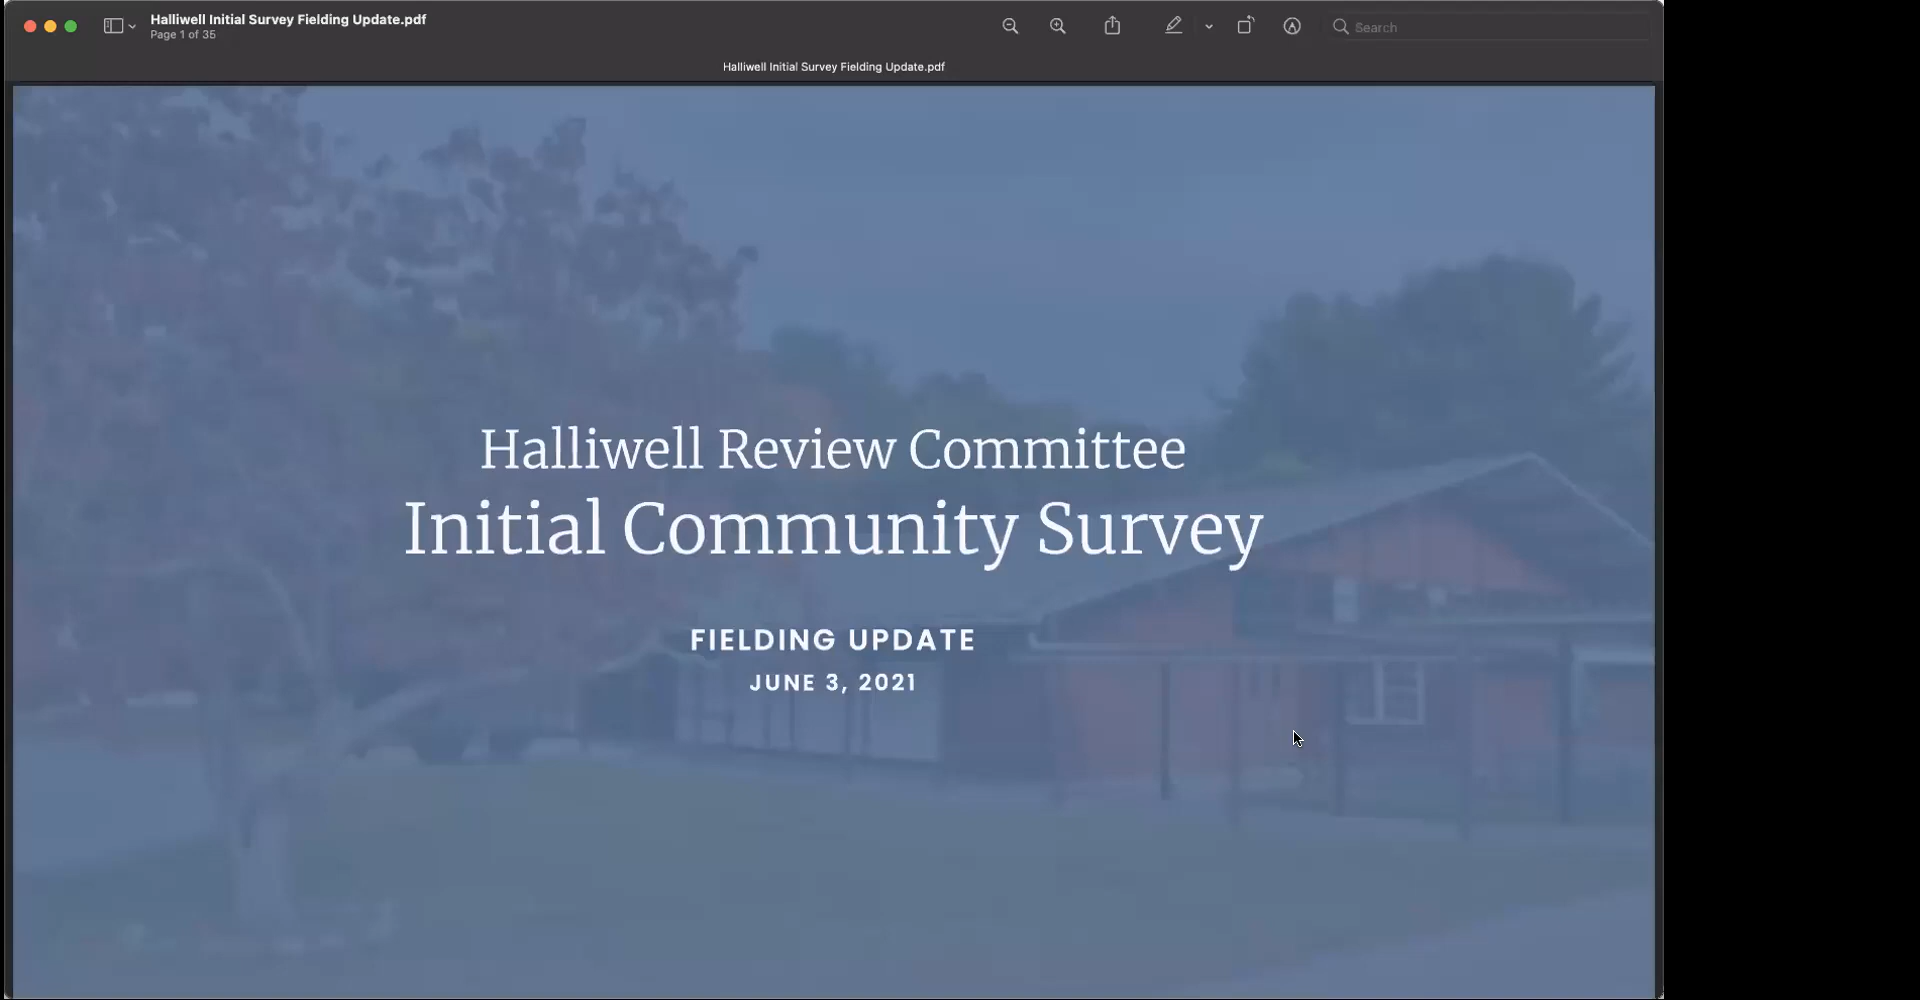 Halliwell Initial Survey Fielding Update.pdf
Page 1 of 35
Search
Halliwell Initial Survey Fielding Update.pdf
Halliwell Review Committee
Initial Community Survey
FIELDING UPDATE
JUNE 3, 2021